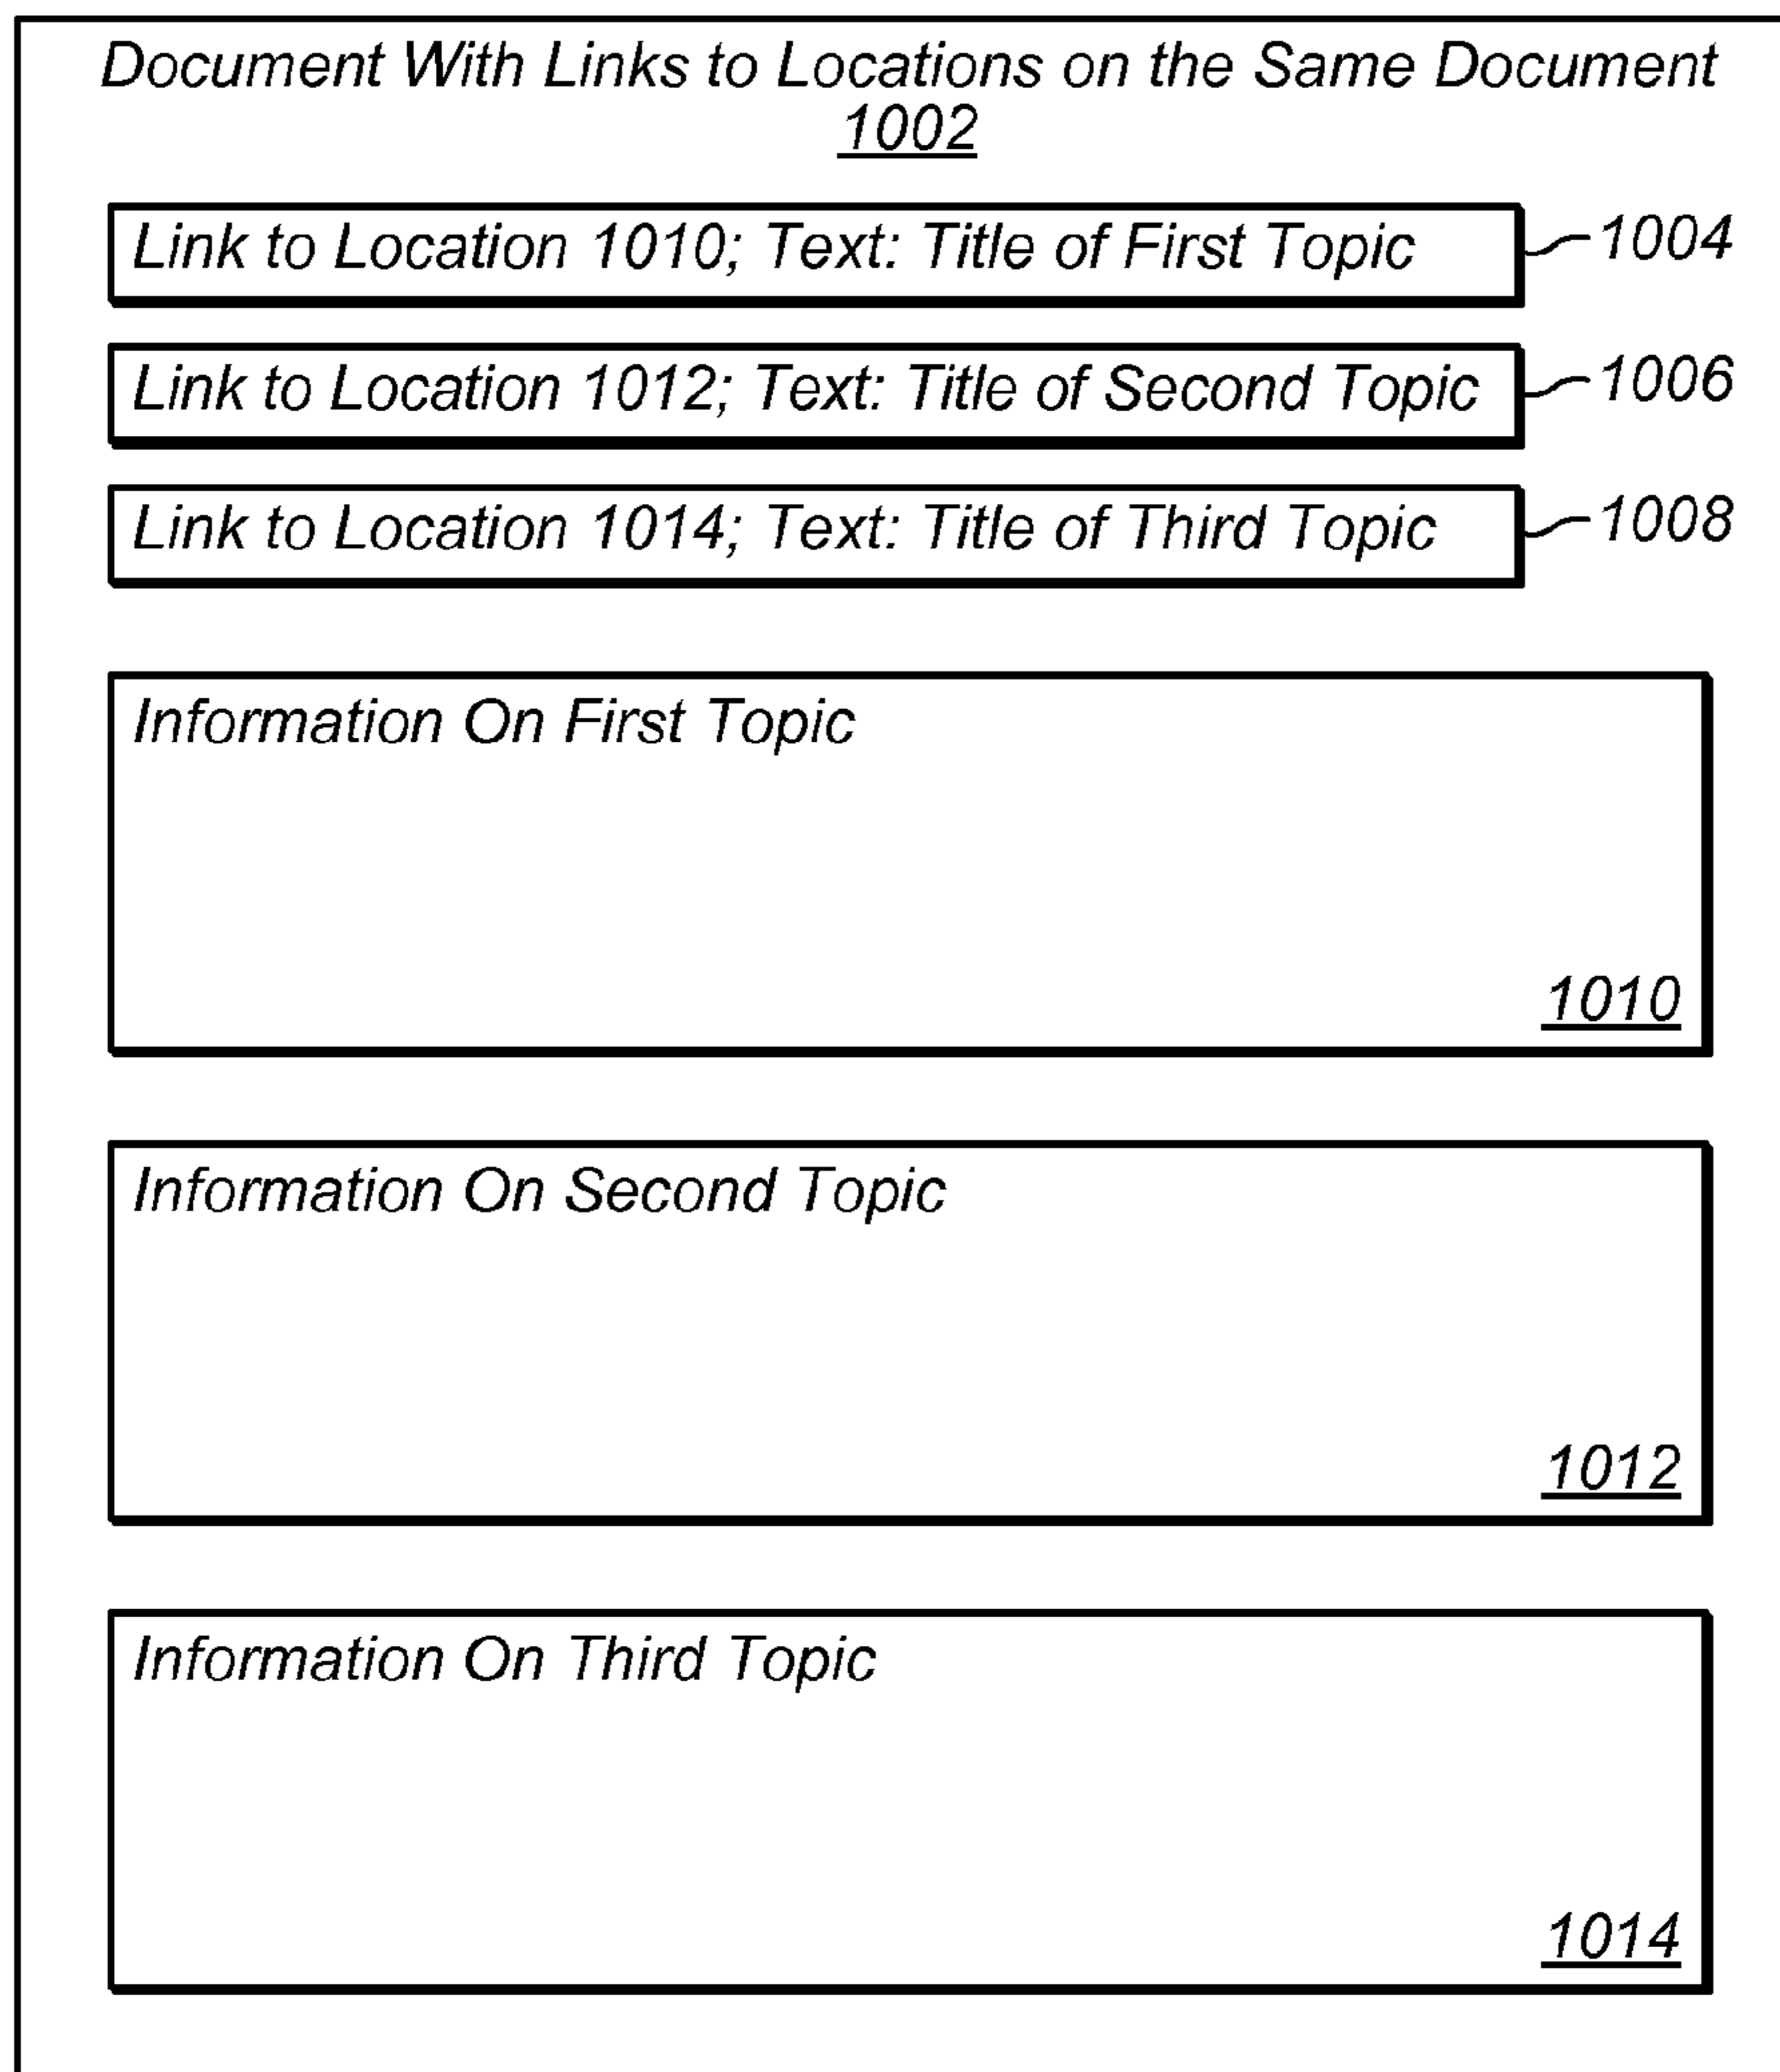 Document With Links to Locations on the Same Document
1002
Link to Location 1010; Text: Title of First Topic
1004
Link to Location 1012; Text: Title of Second Topic
1006
Link to Location 1014; Text: Title of Third Topic
1008
Information On First Topic
1010
Information On Second Topic
1012
Information On Third Topic
1014